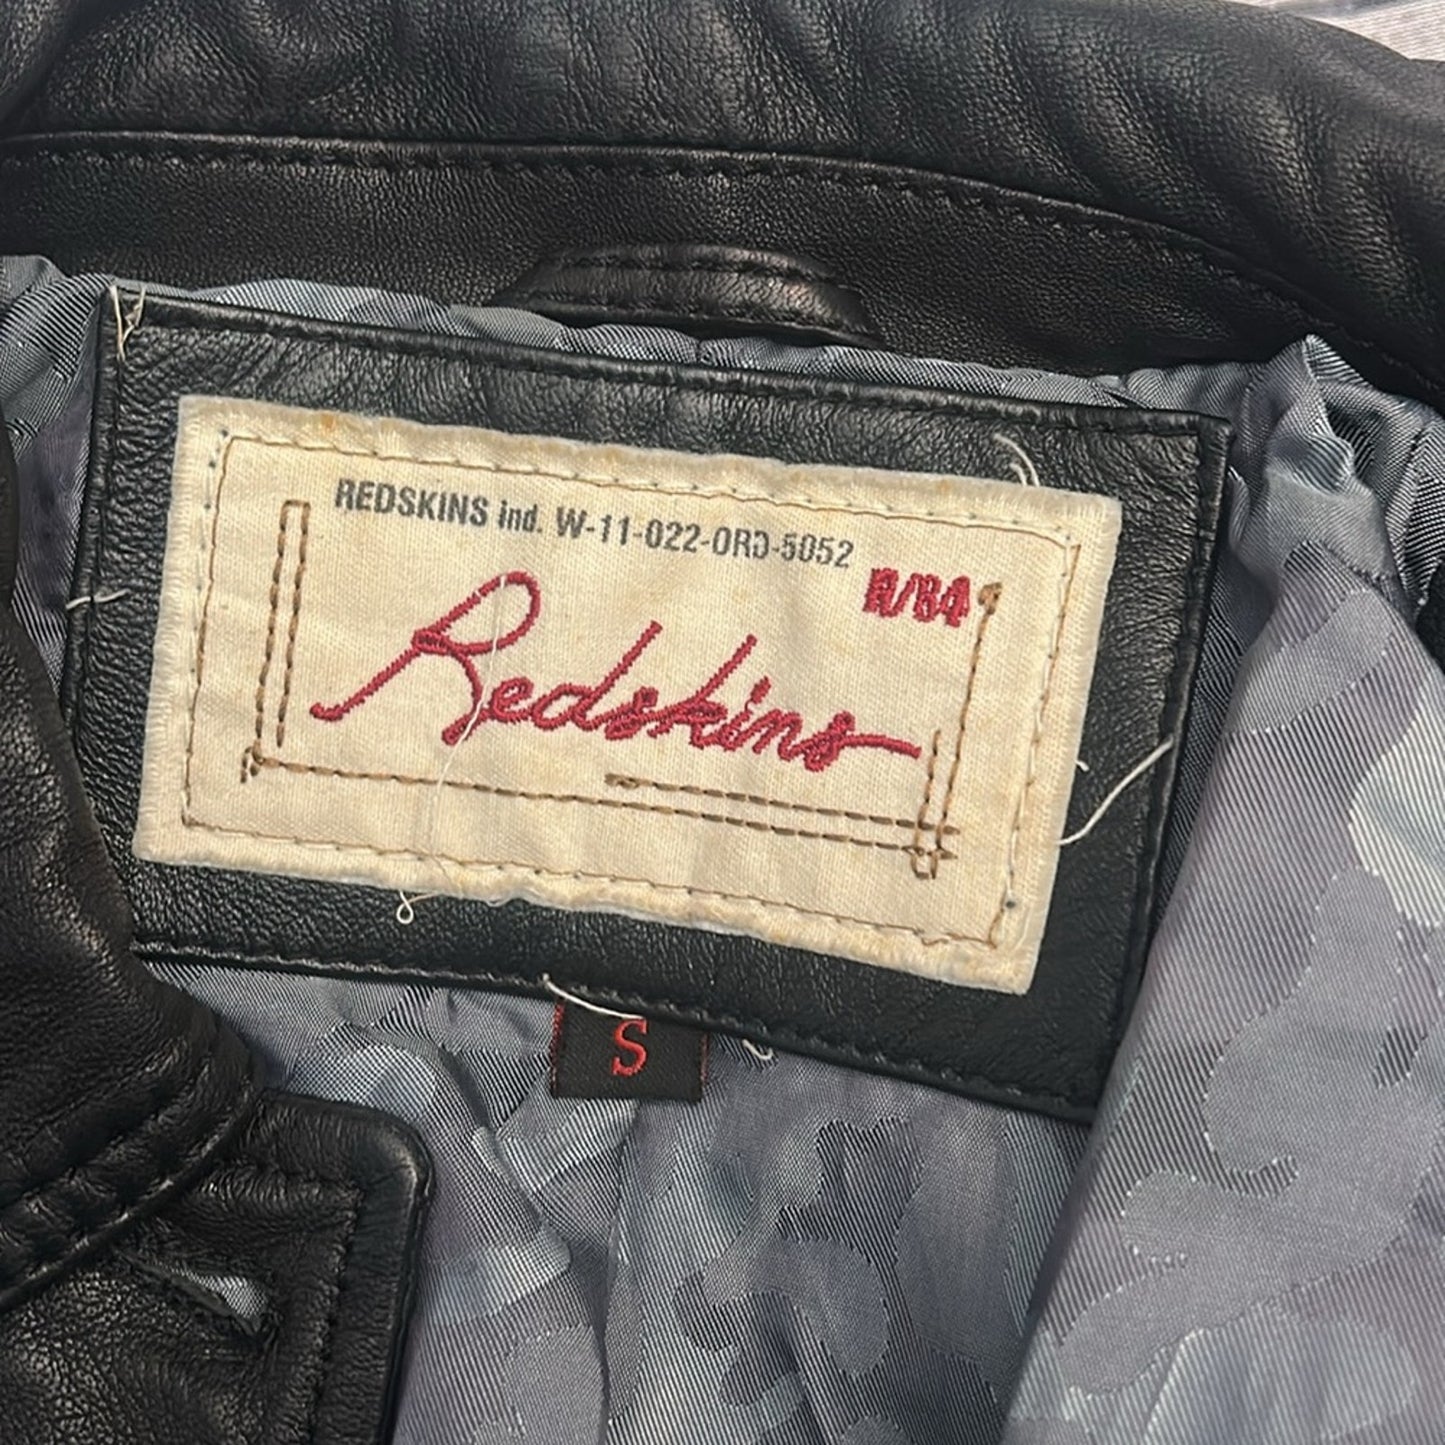 REDSKINS ind. W-11-022-ORD-5052
R/84
Redskins
S